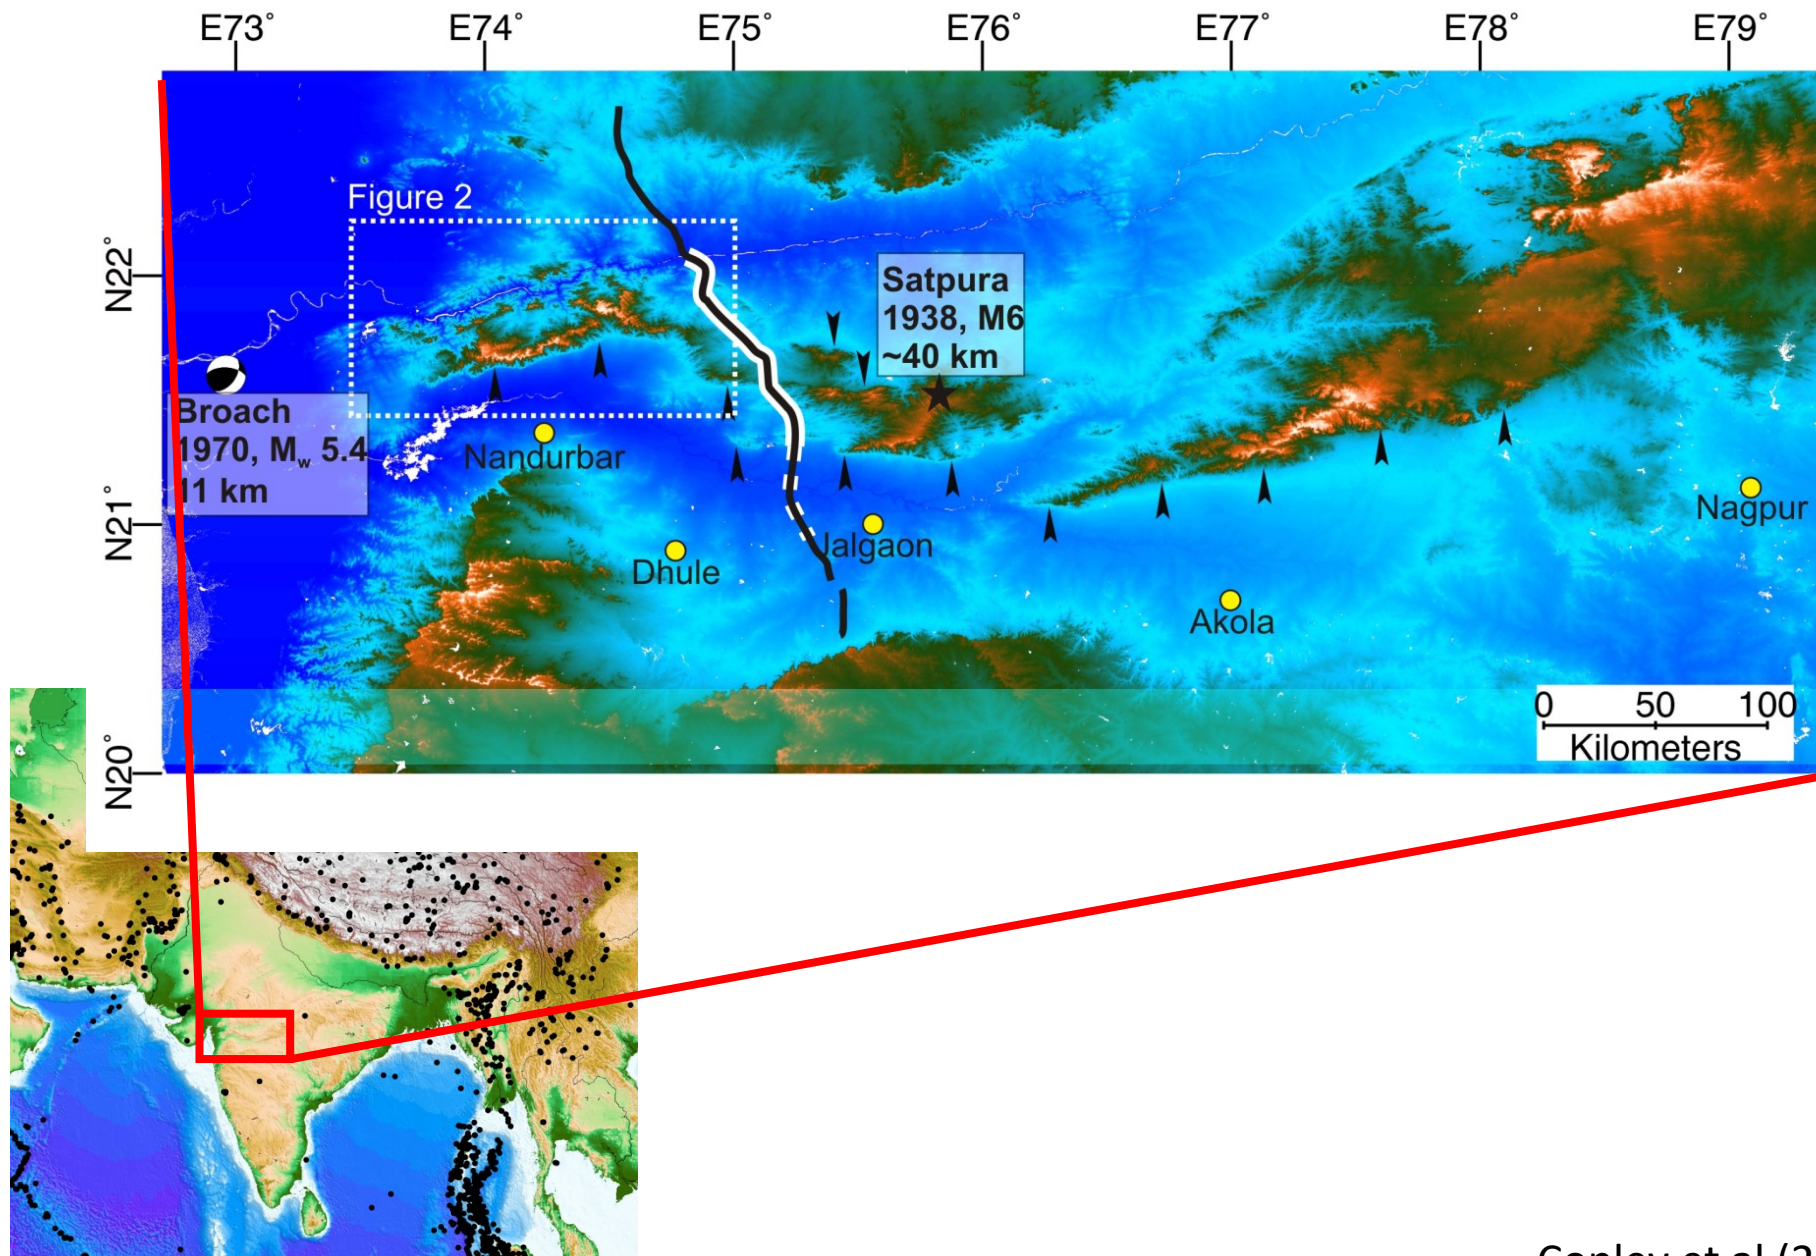 E73° E74° E75° E76° E77° E78° E79°
Figure 2
N22°
Satpura
1938, M6
~40 km
Broach
1970, Mw 5.4
11 km
Nandurbar
N21°
Nagpur
Jalgaon
Dhule
Akola
N20°
0 50 100
Kilometers